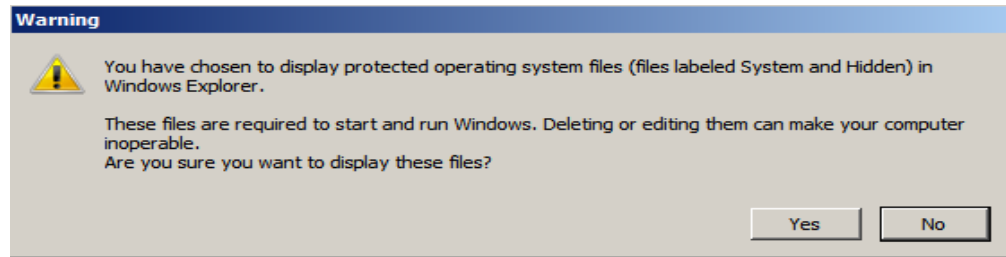 Warning
You have chosen to display protected operating system files (files labeled System and Hidden) in
Windows Explorer.
These files are required to start and run Windows. Deleting or editing them can make your computer
inoperable.
Are you sure you want to display these files?
Yes No